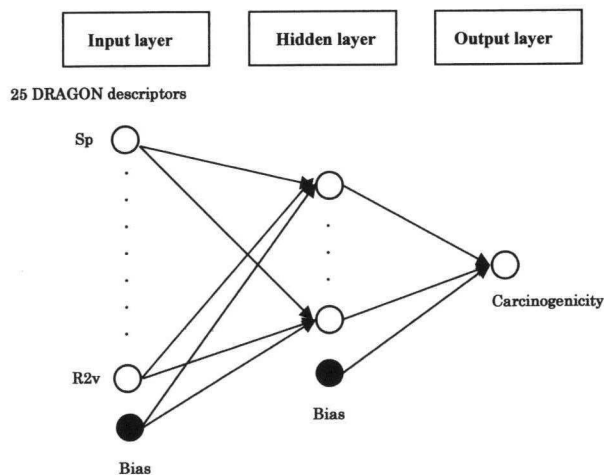 Input layer
Hidden layer
Output layer
25 DRAGON descriptors
Sp
R2v
Bias
Bias
Carcinogenicity